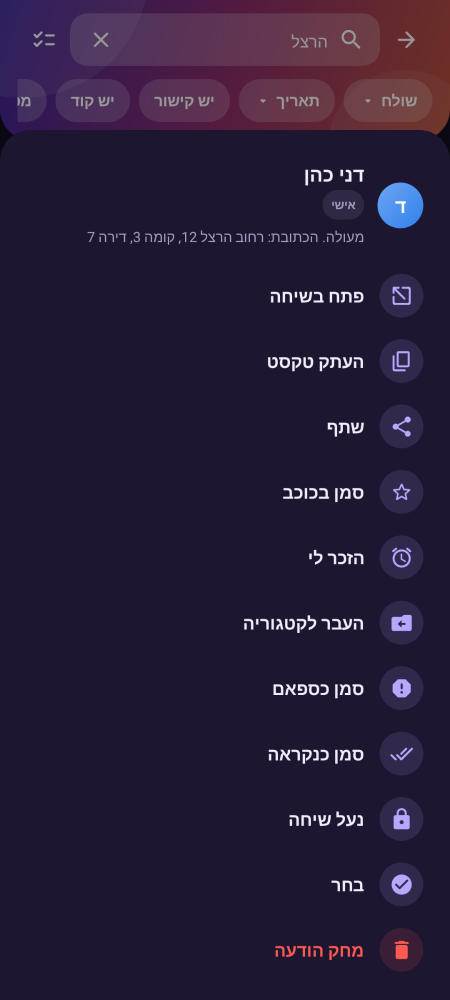 הרצל
שולח
תאריך
יש קישור
יש קוד
דני כהן
ד
אישי
מעולה. הכתובת: רחוב הרצל 12, קומה 3, דירה 7
פתח בשיחה
העתק טקסט
שתף
סמן בכוכב
הזכר לי
העבר לקטגוריה
סמן כספאם
סמן כנקראה
נעל שיחה
בחר
מחק הודעה